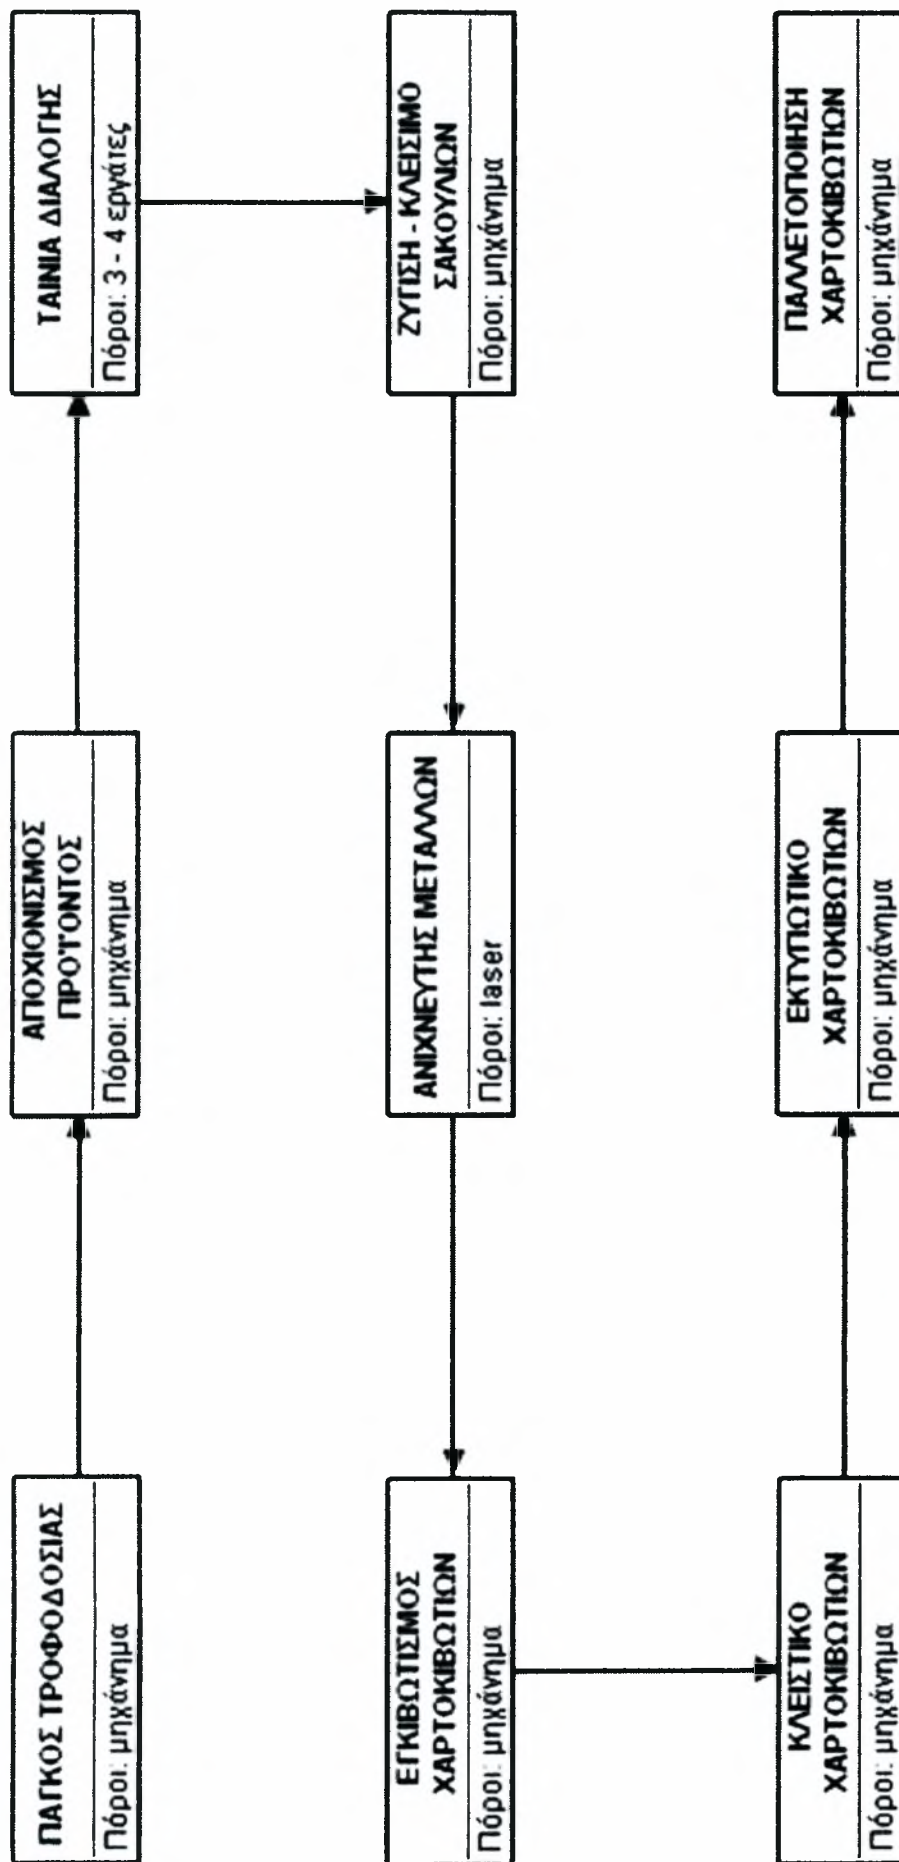 ΠΑΓΚΟΣ ΤΡΟΦΟΔΟΣΙΑΣ
Πόροι: μηχάνημα
ΑΠΟΧΙΟΝΙΣΜΟΣ
ΠΡΟΪΟΝΤΟΣ
Πόροι: μηχάνημα
ΤΑΙΝΙΑ ΔΙΑΛΟΓΗΣ
Πόροι: 3 - 4 εργάτες
ΖΥΓΙΣΗ - ΚΛΕΙΣΙΜΟ
ΣΑΚΟΥΛΙΩΝ
Πόροι: μηχάνημα
ΑΝΙΧΝΕΥΤΗΣ ΜΕΤΑΛΛΩΝ
Πόροι: laser
ΕΓΚΙΒΩΤΙΣΜΟΣ
ΧΑΡΤΟΚΙΒΩΤΙΩΝ
Πόροι: μηχάνημα
ΚΛΕΙΣΤΙΚΟ
ΧΑΡΤΟΚΙΒΩΤΙΩΝ
Πόροι: μηχάνημα
ΕΚΤΥΠΩΤΙΚΟ
ΧΑΡΤΟΚΙΒΩΤΙΩΝ
Πόροι: μηχάνημα
ΠΑΛΛΕΤΟΠΟΙΗΣΗ
ΧΑΡΤΟΚΙΒΩΤΙΩΝ
Πόροι: μηχάνημα